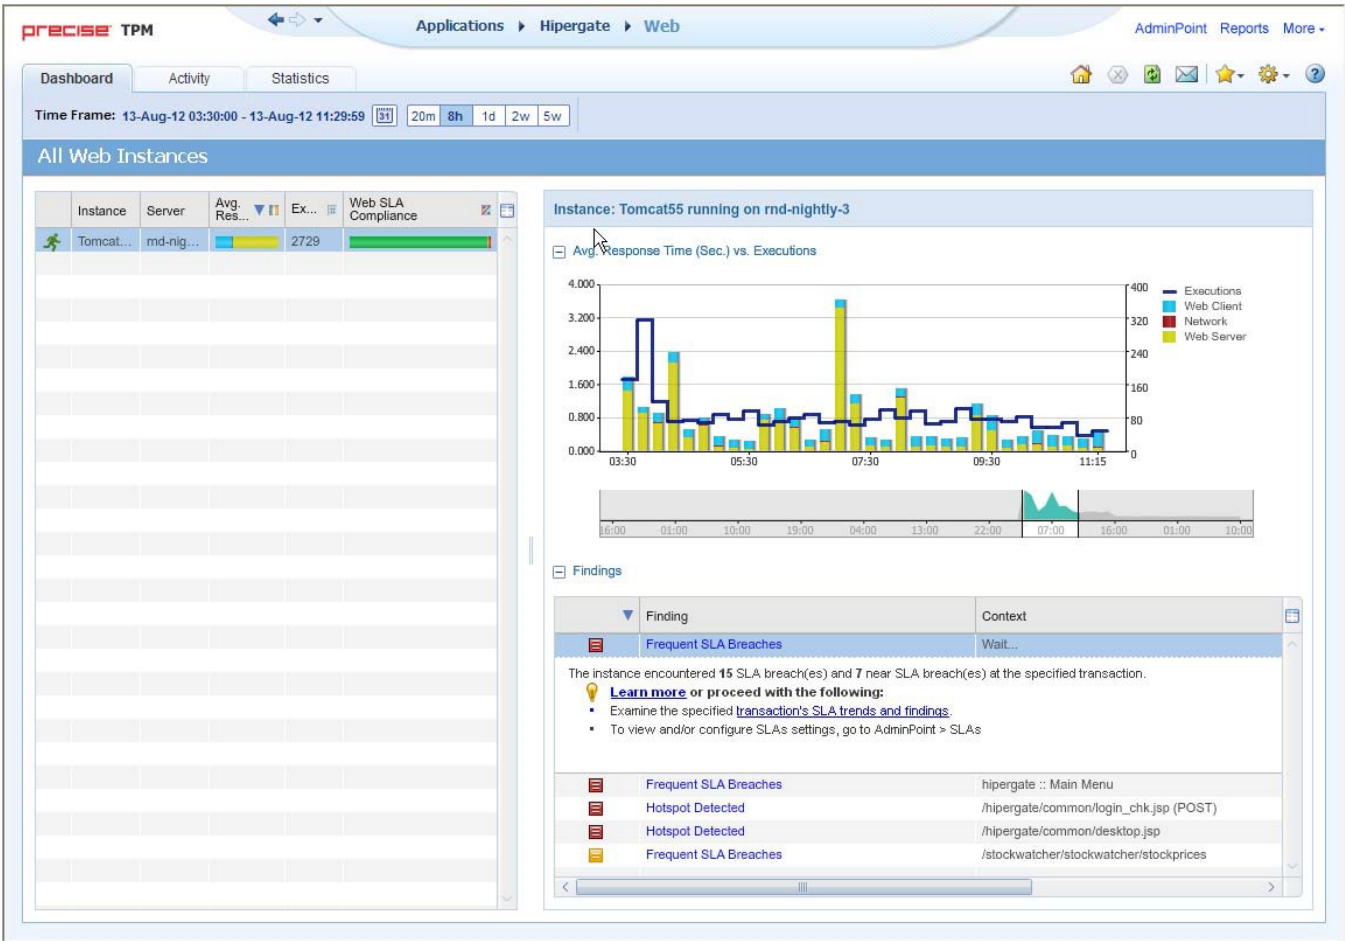 precise TPM
Applications Hipergate Web
AdminPoint Reports More
Dashboard Activity Statistics
Time Frame: 13-Aug-12 03:30:00 - 13-Aug-12 11:29:59 31 20m 8h 1d 2w 5w
All Web Instances
Instance Server Avg. Res... Ex... Web SLA Compliance
Tomcat... rnd-nig... 2729
Instance: Tomcat55 running on rnd-nightly-3
Avg. Response Time (Sec.) vs. Executions
4.000
3.200
2.400
1.600
0.800
0.000
400
320
240
160
80
0
Executions
Web Client
Network
Web Server
03:30 05:30 07:30 09:30 11:15
16:00 01:00 10:00 19:00 04:00 13:00 22:00 07:00 16:00 01:00 10:00
Findings
Finding Context
Frequent SLA Breaches Wait...
The instance encountered 15 SLA breach(es) and 7 near SLA breach(es) at the specified transaction.
Learn more or proceed with the following:
Examine the specified transaction's SLA trends and findings.
To view and/or configure SLAs settings, go to AdminPoint > SLAs
Frequent SLA Breaches hipergate :: Main Menu
Hotspot Detected /hipergate/common/login_chk.jsp (POST)
Hotspot Detected /hipergate/common/desktop.jsp
Frequent SLA Breaches /stockwatcher/stockwatcher/stockprices